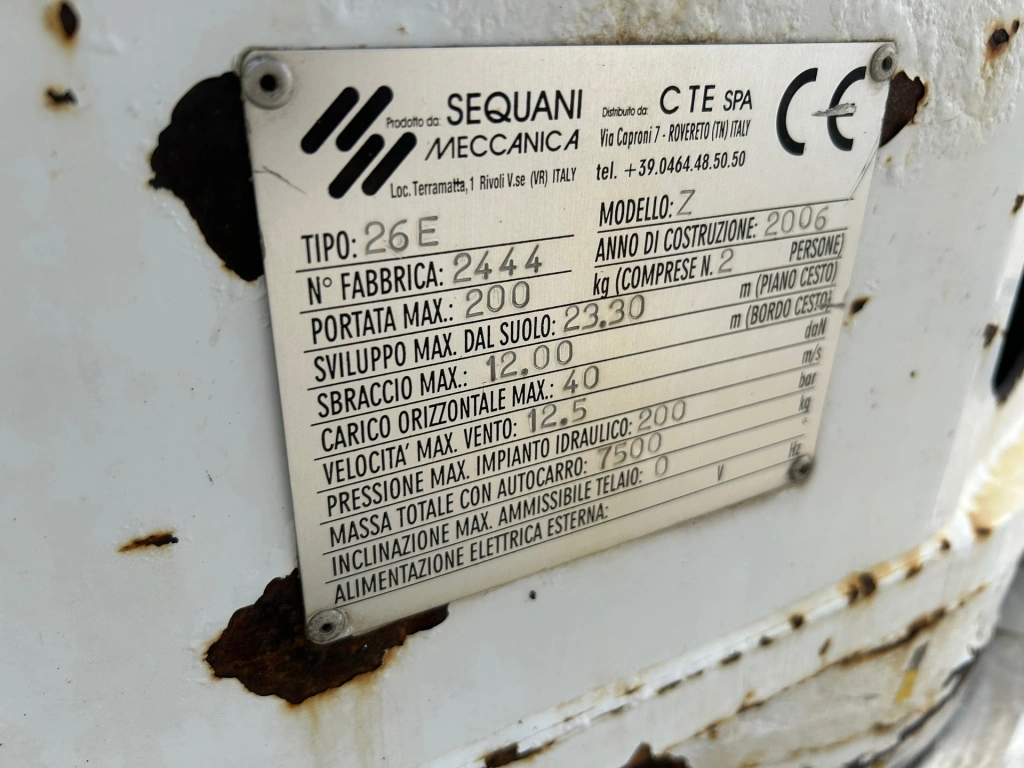 Prodotto da: SEQUANI
MECCANICA
Loc. Terramatta, 1 Rivoli V.se (VR) ITALY
Distribuito da: CTE SPA
Via Caproni 7 - ROVERETO (TN) ITALY
tel. +39.0464.48.50.50
CE
TIPO: 26E
MODELLO: Z
N° FABBRICA: 2444
ANNO DI COSTRUZIONE: 2006
PORTATA MAX.: 200 kg (COMPRESE N. 2 PERSONE)
SVILUPPO MAX. DAL SUOLO: 23.30 m (PIANO CESTO)
SBRACCIO MAX.: 12.00 m (BORDO CESTO)
CARICO ORIZZONTALE MAX.: 40 daN
VELOCITA' MAX. VENTO: 12.5 m/s
PRESSIONE MAX. IMPIANTO IDRAULICO: 200 bar
MASSA TOTALE CON AUTOCARRO: 7500 kg
INCLINAZIONE MAX. AMMISSIBILE TELAIO: 0 °
ALIMENTAZIONE ELETTRICA ESTERNA: V Hz